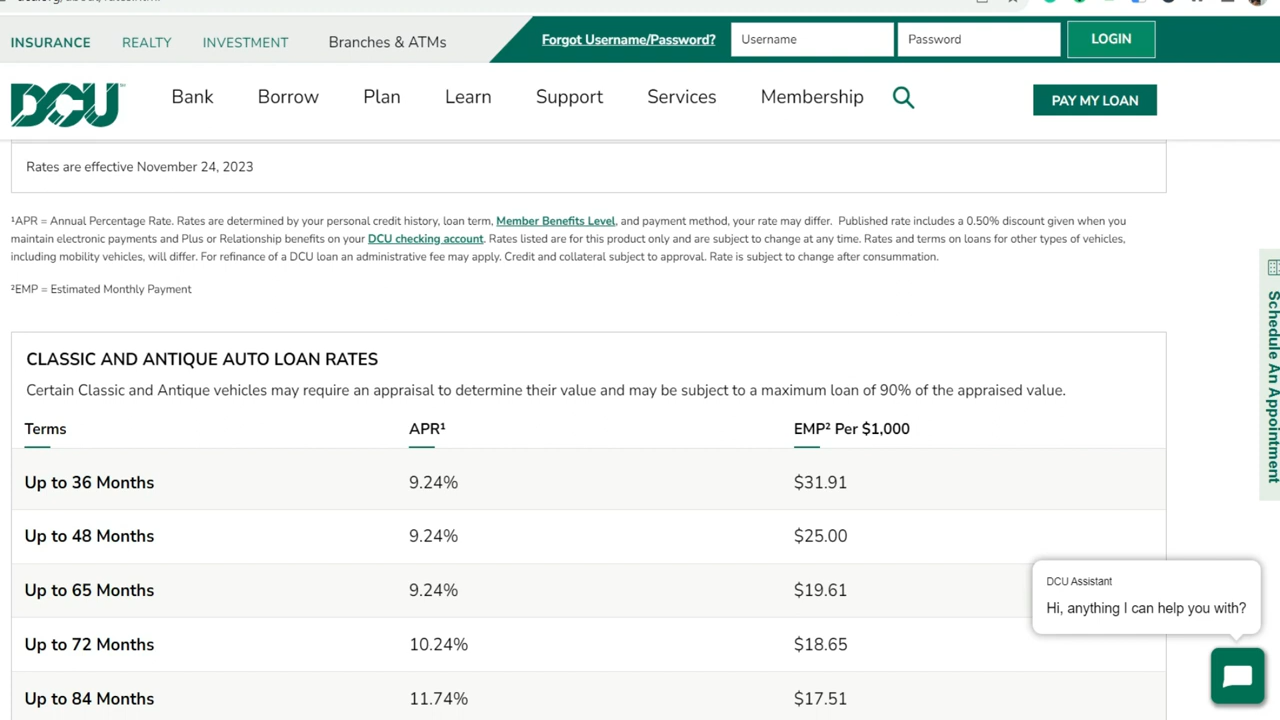 INSURANCE REALTY INVESTMENT Branches & ATMs Forgot Username/Password? Username Password LOGIN
DCU Bank Borrow Plan Learn Support Services Membership PAY MY LOAN
Rates are effective November 24, 2023
¹APR = Annual Percentage Rate. Rates are determined by your personal credit history, loan term, Member Benefits Level, and payment method, your rate may differ. Published rate includes a 0.50% discount given when you
maintain electronic payments and Plus or Relationship benefits on your DCU checking account. Rates listed are for this product only and are subject to change at any time. Rates and terms on loans for other types of vehicles,
including mobility vehicles, will differ. For refinance of a DCU loan an administrative fee may apply. Credit and collateral subject to approval. Rate is subject to change after consummation.
²EMP = Estimated Monthly Payment
CLASSIC AND ANTIQUE AUTO LOAN RATES
Certain Classic and Antique vehicles may require an appraisal to determine their value and may be subject to a maximum loan of 90% of the appraised value.
Terms APR¹ EMP² Per $1,000
Up to 36 Months 9.24% $31.91
Up to 48 Months 9.24% $25.00
Up to 65 Months 9.24% $19.61
Up to 72 Months 10.24% $18.65
Up to 84 Months 11.74% $17.51
Schedule An Appointment
DCU Assistant
Hi, anything I can help you with?